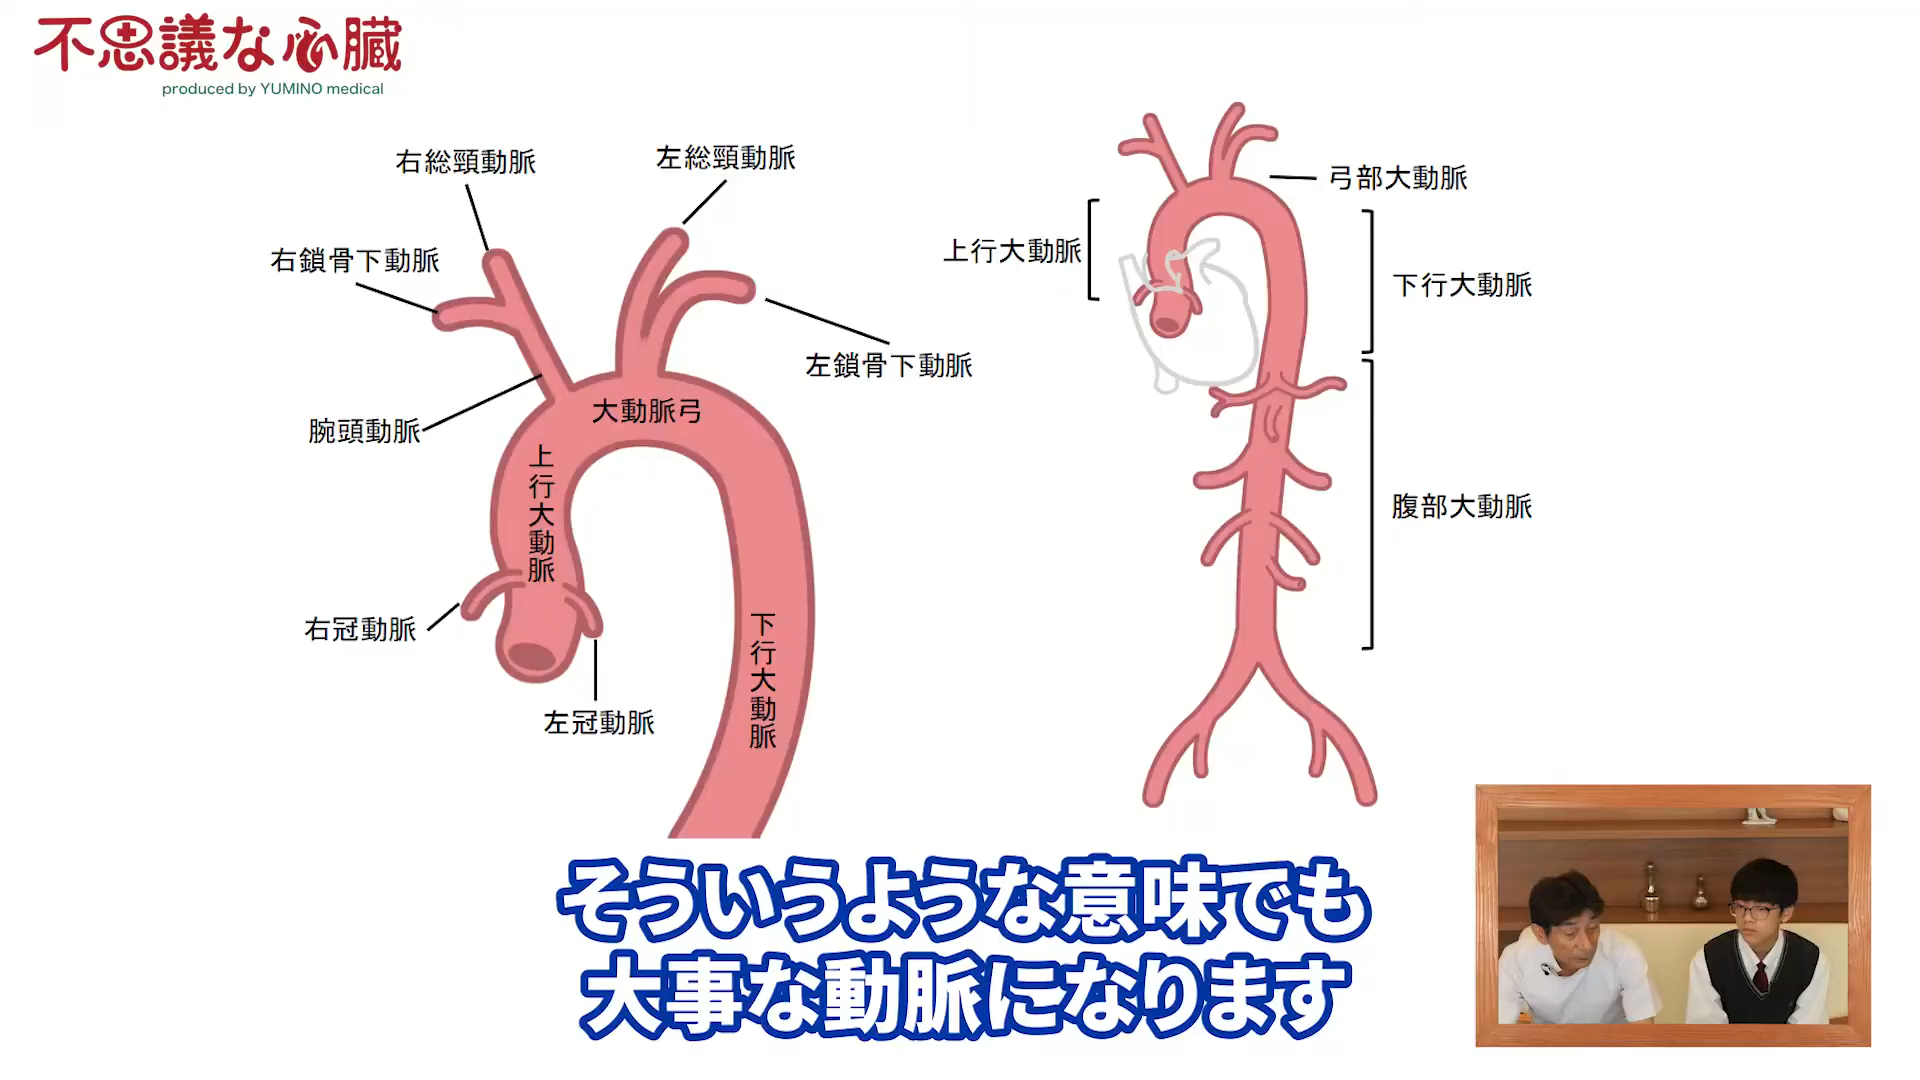 不思議な心臓
produced by YUMINO medical
右総頸動脈
左総頸動脈
右鎖骨下動脈
左鎖骨下動脈
腕頭動脈
大動脈弓
上行大動脈
右冠動脈
左冠動脈
下行大動脈
弓部大動脈
上行大動脈
下行大動脈
腹部大動脈
そういうような意味でも
大事な動脈になります